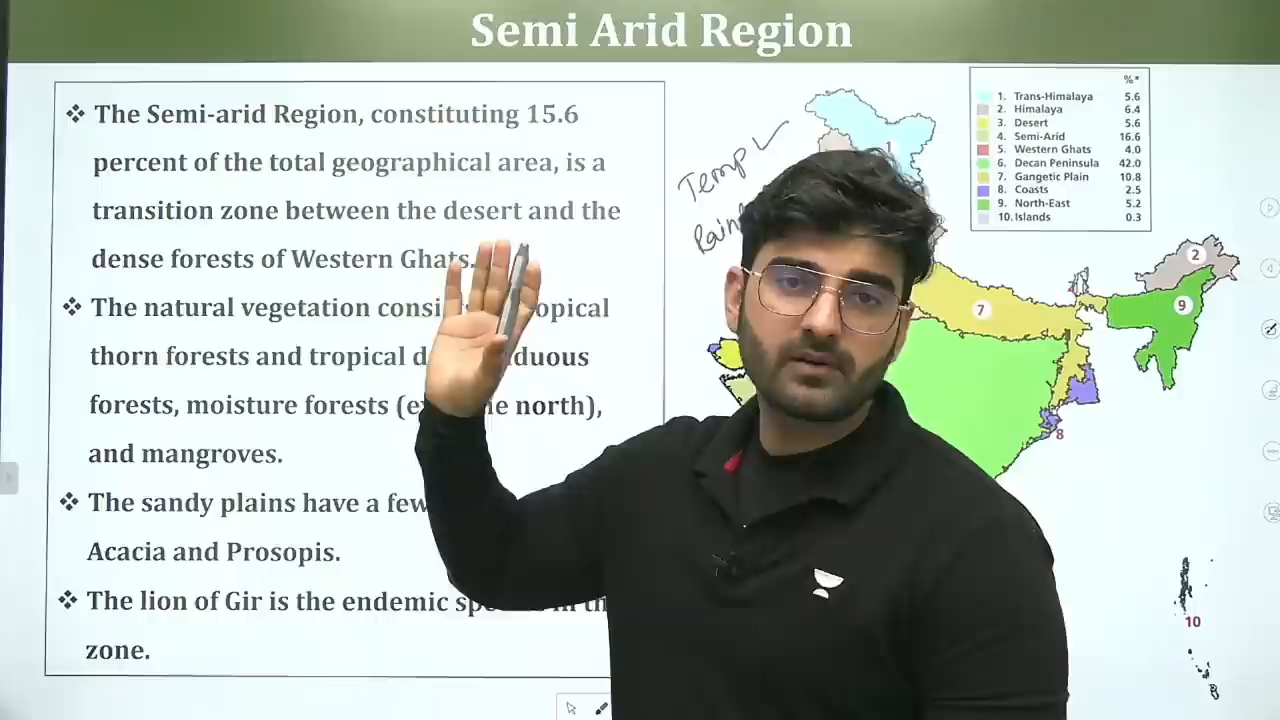 Semi Arid Region
❖ The Semi-arid Region, constituting 15.6
percent of the total geographical area, is a
transition zone between the desert and the
dense forests of Western Ghats.
❖ The natural vegetation opical
thorn forests and tropical duous
forests, moisture forests north),
and mangroves.
❖ The sandy plains have a few
Acacia and Prosopis.
❖ The lion of Gir is the endemic
zone.
Temp ✓
%*
1. Trans-Himalaya 5.6
2. Himalaya 6.4
3. Desert 5.6
4. Semi-Arid 16.6
5. Western Ghats 4.0
6. Decan Peninsula 42.0
7. Gangetic Plain 10.8
8. Coasts 2.5
9. North-East 5.2
10. Islands 0.3
1
2
7
9
8
10